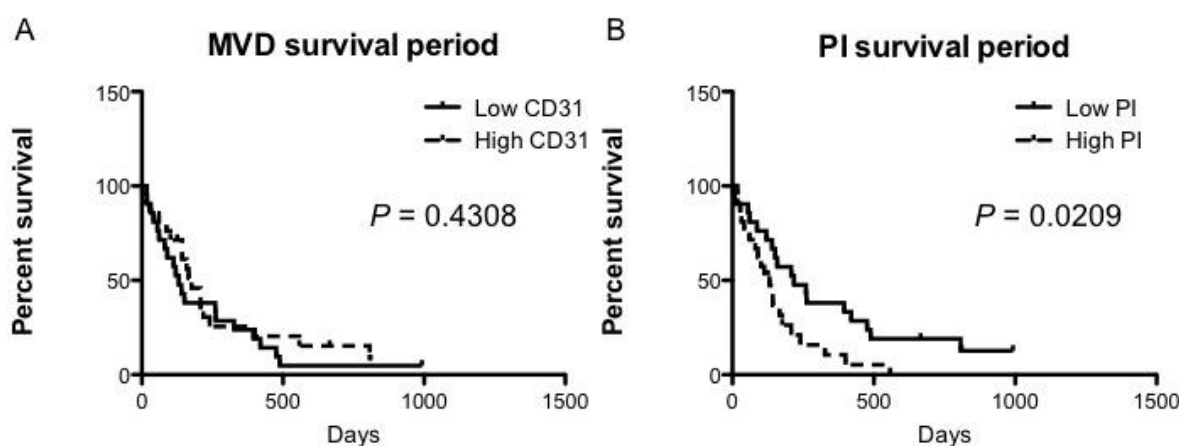 A
MVD survival period
150
100
50
0
Percent survival
Low CD31
High CD31
P = 0.4308
0
500
1000
1500
Days
B
PI survival period
150
100
50
0
Percent survival
Low PI
High PI
P = 0.0209
0
500
1000
1500
Days